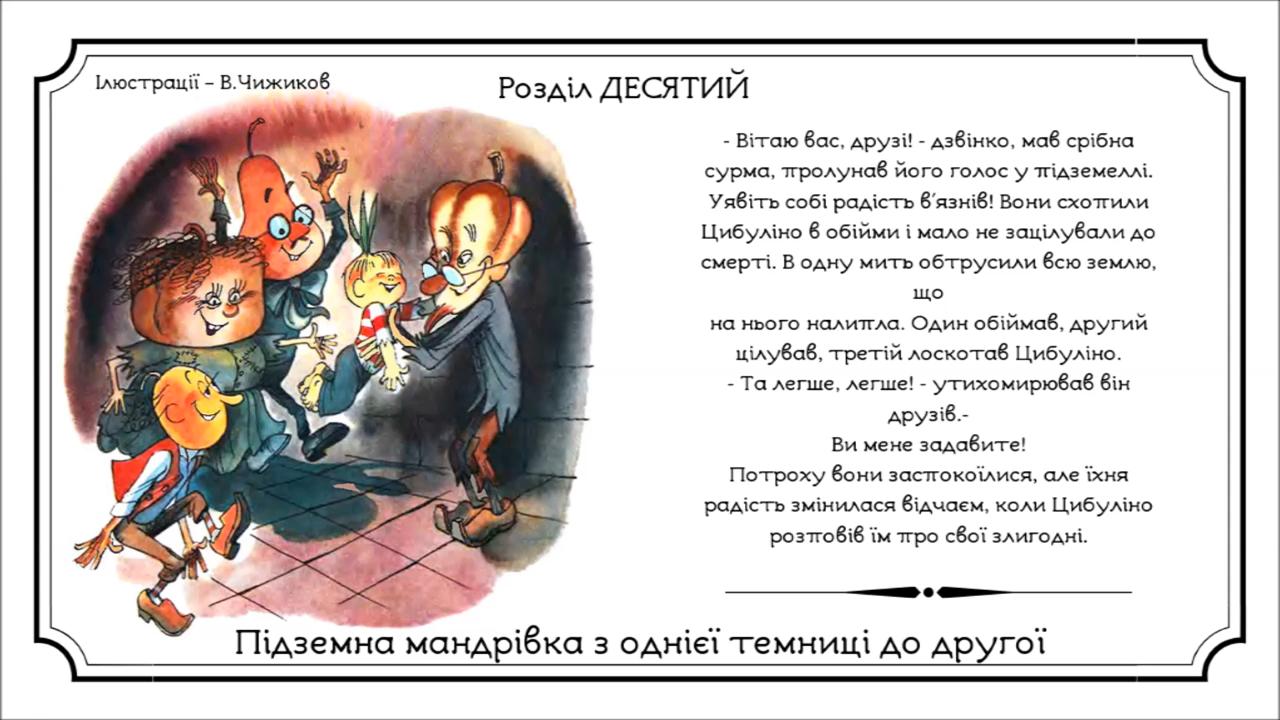 Ілюстрації – В.Чижиков
Розділ ДЕСЯТИЙ
- Вітаю вас, друзі! - дзвінко, мав срібна
сурма, пролунав його голос у підземеллі.
Уявіть собі радість в'язнів! Вони схопили
Цибуліно в обійми і мало не зацілували до
смерті. В одну мить обтрусили всю землю,
що
на нього налипла. Один обіймав, другий
цілував, третій лоскотав Цибуліно.
- Та легше, легше! - утихомирював він
друзів.-
Ви мене задавите!
Потроху вони заспокоїлися, але їхня
радість змінилася відчаєм, коли Цибуліно
розповів їм про свої злигодні.
Підземна мандрівка з однієї темниці до другої